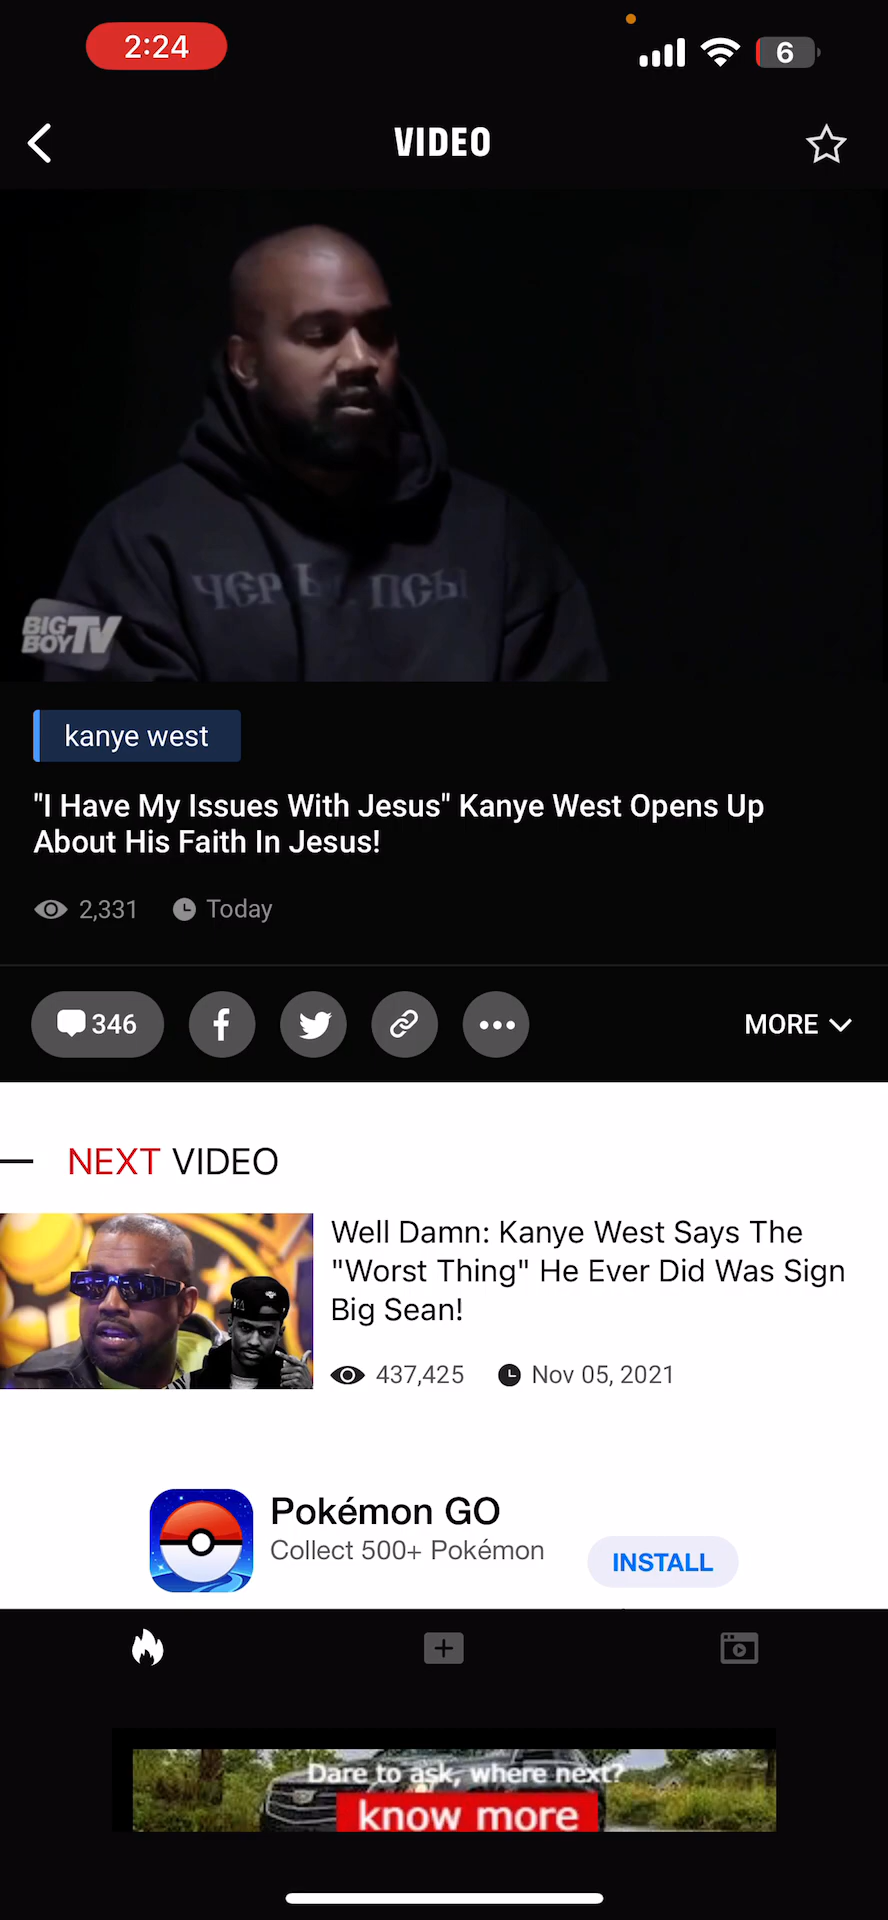 2:24
6
VIDEO
BIG
BOY TV
kanye west
"I Have My Issues With Jesus" Kanye West Opens Up
About His Faith In Jesus!
2,331 Today
346
MORE
NEXT VIDEO
Well Damn: Kanye West Says The
"Worst Thing" He Ever Did Was Sign
Big Sean!
437,425 Nov 05, 2021
Pokémon GO
Collect 500+ Pokémon
INSTALL
Dare to ask, where next?
know more